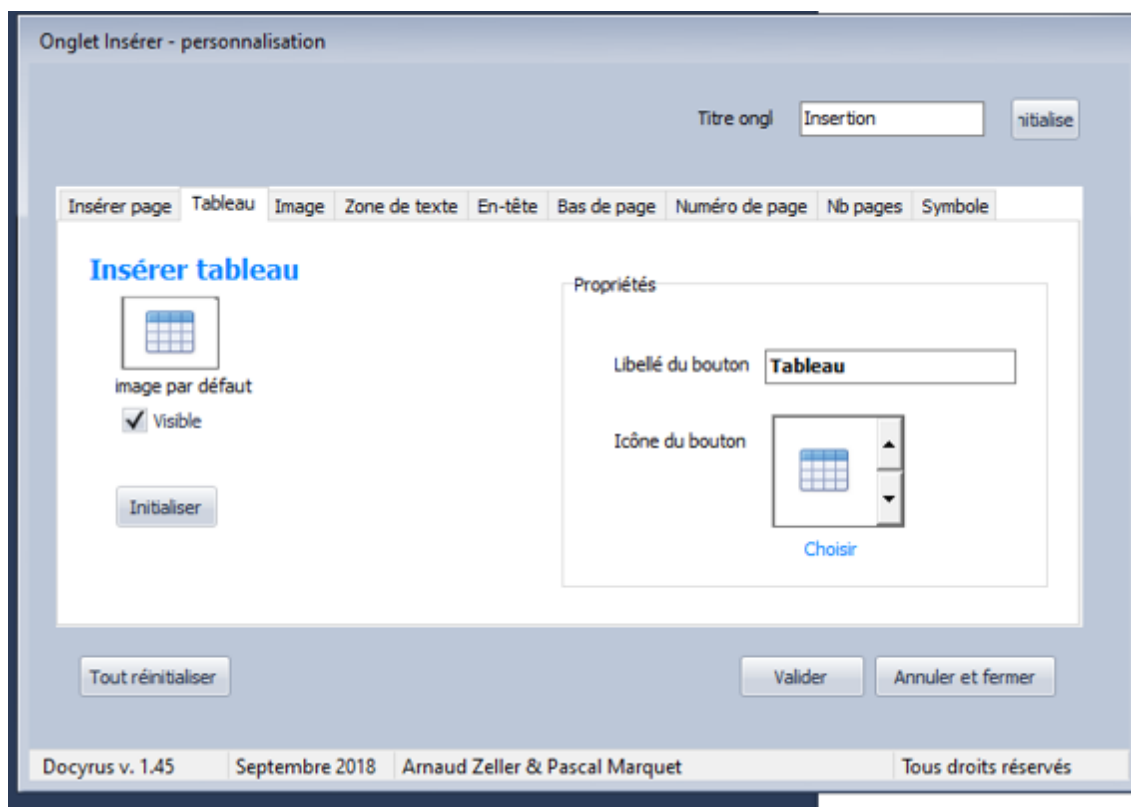 Onglet Insérer - personnalisation
Titre ongl Insertion nitialise
Insérer page Tableau Image Zone de texte En-tête Bas de page Numéro de page Nb pages Symbole
Insérer tableau
Propriétés
Libellé du bouton Tableau
image par défaut
Visible
Icône du bouton
Initialiser
Choisir
Tout réinitialiser Valider Annuler et fermer
Docyrus v. 1.45 Septembre 2018 Arnaud Zeller & Pascal Marquet Tous droits réservés